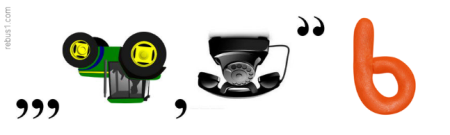 rebus1.com
,,, , “ b